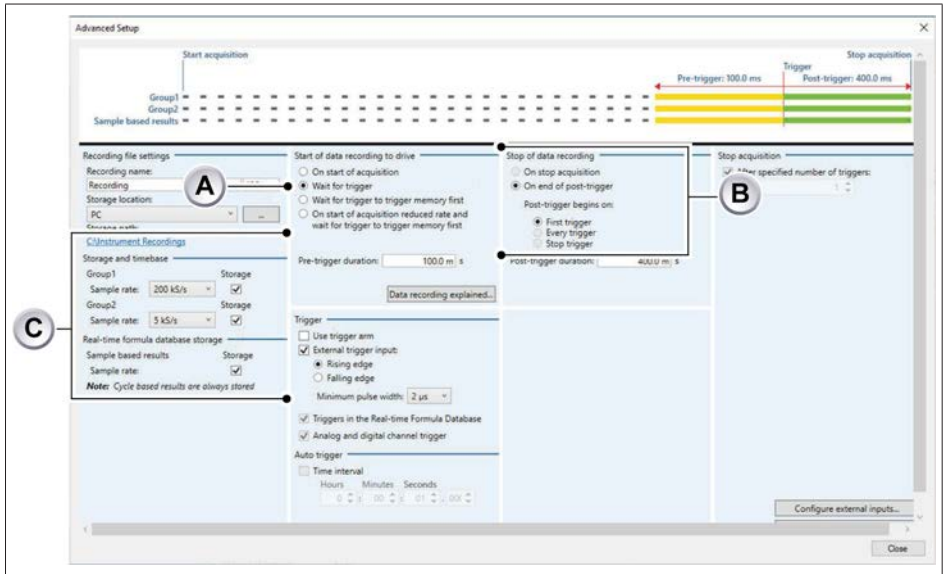 Advanced Setup
Start acquisition
Stop acquisition
Trigger
Pre-trigger: 100.0 ms
Post-trigger: 400.0 ms
Group1
Group2
Sample based results
Recording file settings
Recording name:
Recording
Storage location:
PC
...
Storage path:
C:\Instrument Recordings
Storage and timebase
Group1
Storage
Sample rate:
200 kS/s
Group2
Storage
Sample rate:
5 kS/s
Real-time formula database storage
Sample based results
Storage
Sample rate:
Note: Cycle based results are always stored
Start of data recording to drive
On start of acquisition
Wait for trigger
Wait for trigger to trigger memory first
On start of acquisition reduced rate and
wait for trigger to trigger memory first
Pre-trigger duration:
100.0 m
s
Data recording explained...
Trigger
Use trigger arm
External trigger input:
Rising edge
Falling edge
Minimum pulse width:
2 µs
Triggers in the Real-time Formula Database
Analog and digital channel trigger
Auto trigger
Time interval
Hours
Minutes
Seconds
0 : 00 : 01 . 000
Stop of data recording
On stop acquisition
On end of post-trigger
Post-trigger begins on:
First trigger
Every trigger
Stop trigger
Post-trigger duration:
400.0 m
s
Stop acquisition
After specified number of triggers:
1
Configure external inputs...
Close
A
B
C